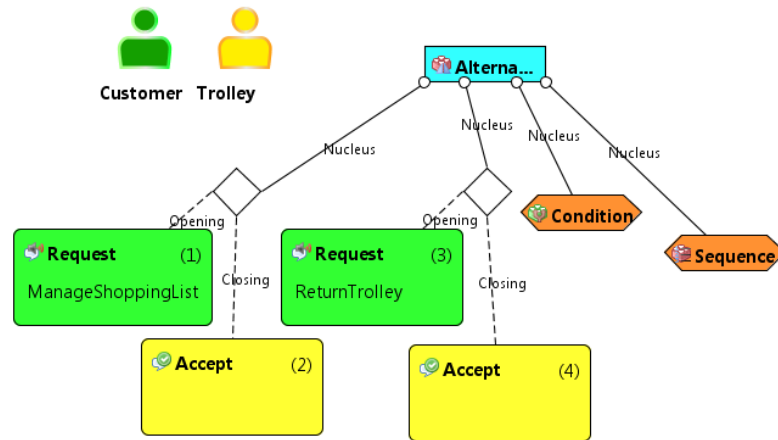 Customer Trolley
Alterna...
Nucleus
Nucleus
Nucleus
Nucleus
Opening
Opening
Condition
Request (1)
ManageShoppingList
Request (3)
ReturnTrolley
Sequence
Closing
Closing
Accept (2)
Accept (4)